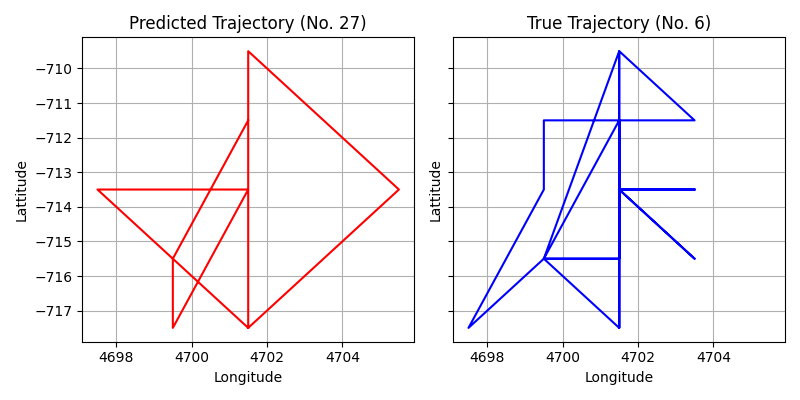 Predicted Trajectory (No. 27)
True Trajectory (No. 6)
Lattitude
−710
−711
−712
−713
−714
−715
−716
−717
4698
4700
4702
4704
Longitude
Lattitude
4698
4700
4702
4704
Longitude